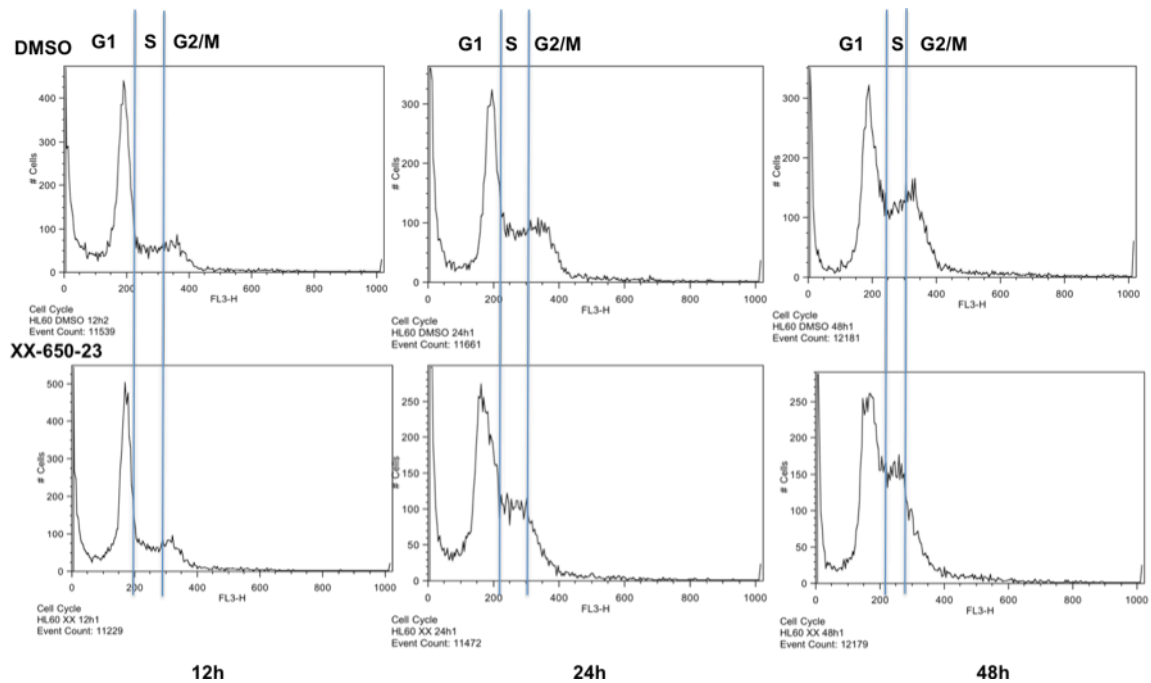 DMSO G1 S G2/M G1 S G2/M G1 S G2/M
400
300
200
100
0
# Cells
0 200 400 600 800 1000
FL3-H
Cell Cycle
HL60 DMSO 12h2
Event Count: 11539
300
200
100
0
# Cells
0 200 400 600 800 1000
FL3-H
Cell Cycle
HL60 DMSO 24h1
Event Count: 11661
300
200
100
0
# Cells
0 200 400 600 800 1000
FL3-H
Cell Cycle
HL60 DMSO 48h1
Event Count: 12181
XX-650-23
500
400
300
200
100
0
# Cells
0 200 400 600 800 1000
FL3-H
Cell Cycle
HL60 XX 12h1
Event Count: 11229
250
200
150
100
50
0
# Cells
0 200 400 600 800 1000
FL3-H
Cell Cycle
HL60 XX 24h1
Event Count: 11472
250
200
150
100
50
0
# Cells
0 200 400 600 800 1000
FL3-H
Cell Cycle
HL60 XX 48h1
Event Count: 12179
12h 24h 48h